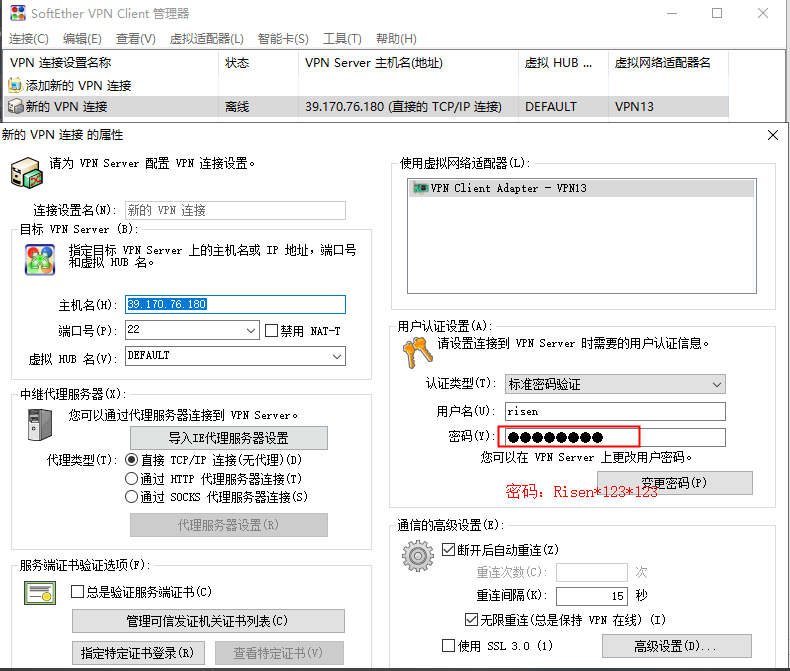 SoftEther VPN Client 管理器
连接(C) 编辑(E) 查看(V) 虚拟适配器(L) 智能卡(S) 工具(T) 帮助(H)
VPN 连接设置名称 状态 VPN Server 主机名(地址) 虚拟 HUB ... 虚拟网络适配器名
添加新的 VPN 连接
新的 VPN 连接 离线 39.170.76.180 (直接的 TCP/IP 连接) DEFAULT VPN13
新的 VPN 连接 的属性
请为 VPN Server 配置 VPN 连接设置。
连接设置名(N): 新的 VPN 连接
目标 VPN Server (B):
指定目标 VPN Server 上的主机名或 IP 地址，端口号
和虚拟 HUB 名。
主机名(H): 39.170.76.180
端口号(P): 22 禁用 NAT-T
虚拟 HUB 名(V): DEFAULT
中继代理服务器(X):
您可以通过代理服务器连接到 VPN Server。
导入IE代理服务器设置
代理类型(T): 直接 TCP/IP 连接(无代理)(D)
通过 HTTP 代理服务器连接(T)
通过 SOCKS 代理服务器连接(S)
代理服务器设置(R)
服务端证书验证选项(F):
总是验证服务端证书(C)
管理可信发证机关证书列表(C)
指定特定证书登录(R) 查看特定证书(V)
使用虚拟网络适配器(L):
VPN Client Adapter - VPN13
用户认证设置(A):
请设置连接到 VPN Server 时需要的用户认证信息。
认证类型(T): 标准密码验证
用户名(U): risen
密码(Y): ●●●●●●●●
您可以在 VPN Server 上更改用户密码。
变更密码(P)
密码：Risen*123*123
通信的高级设置(E):
断开后自动重连(Z)
重连次数(C): 次
重连间隔(K): 15 秒
无限重连(总是保持 VPN 在线) (I)
使用 SSL 3.0 (1) 高级设置(D)...